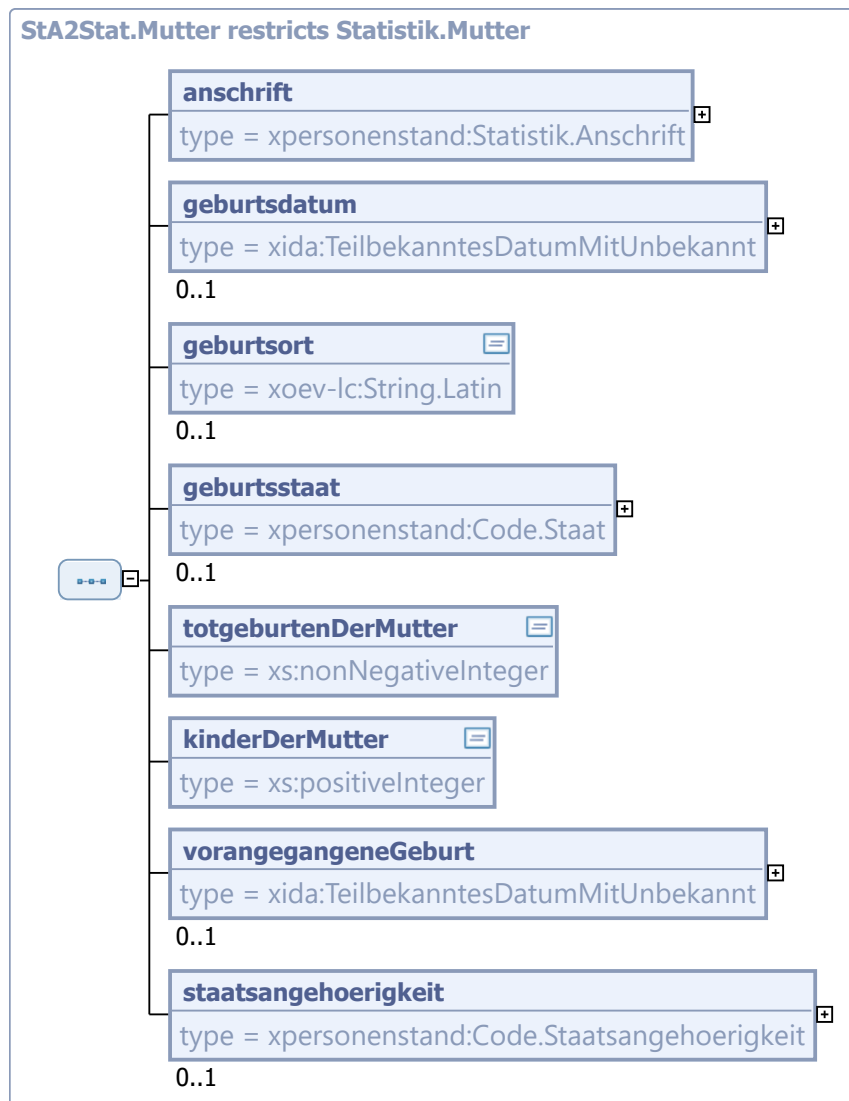 StA2Stat.Mutter restricts Statistik.Mutter
anschrift
type = xpersonenstand:Statistik.Anschrift
geburtsdatum
type = xida:TeilbekanntesDatumMitUnbekannt
0..1
geburtsort
type = xoev-lc:String.Latin
0..1
geburtsstaat
type = xpersonenstand:Code.Staat
0..1
totgeburtenDerMutter
type = xs:nonNegativeInteger
kinderDerMutter
type = xs:positiveInteger
vorangegangeneGeburt
type = xida:TeilbekanntesDatumMitUnbekannt
0..1
staatsangehoerigkeit
type = xpersonenstand:Code.Staatsangehoerigkeit
0..1